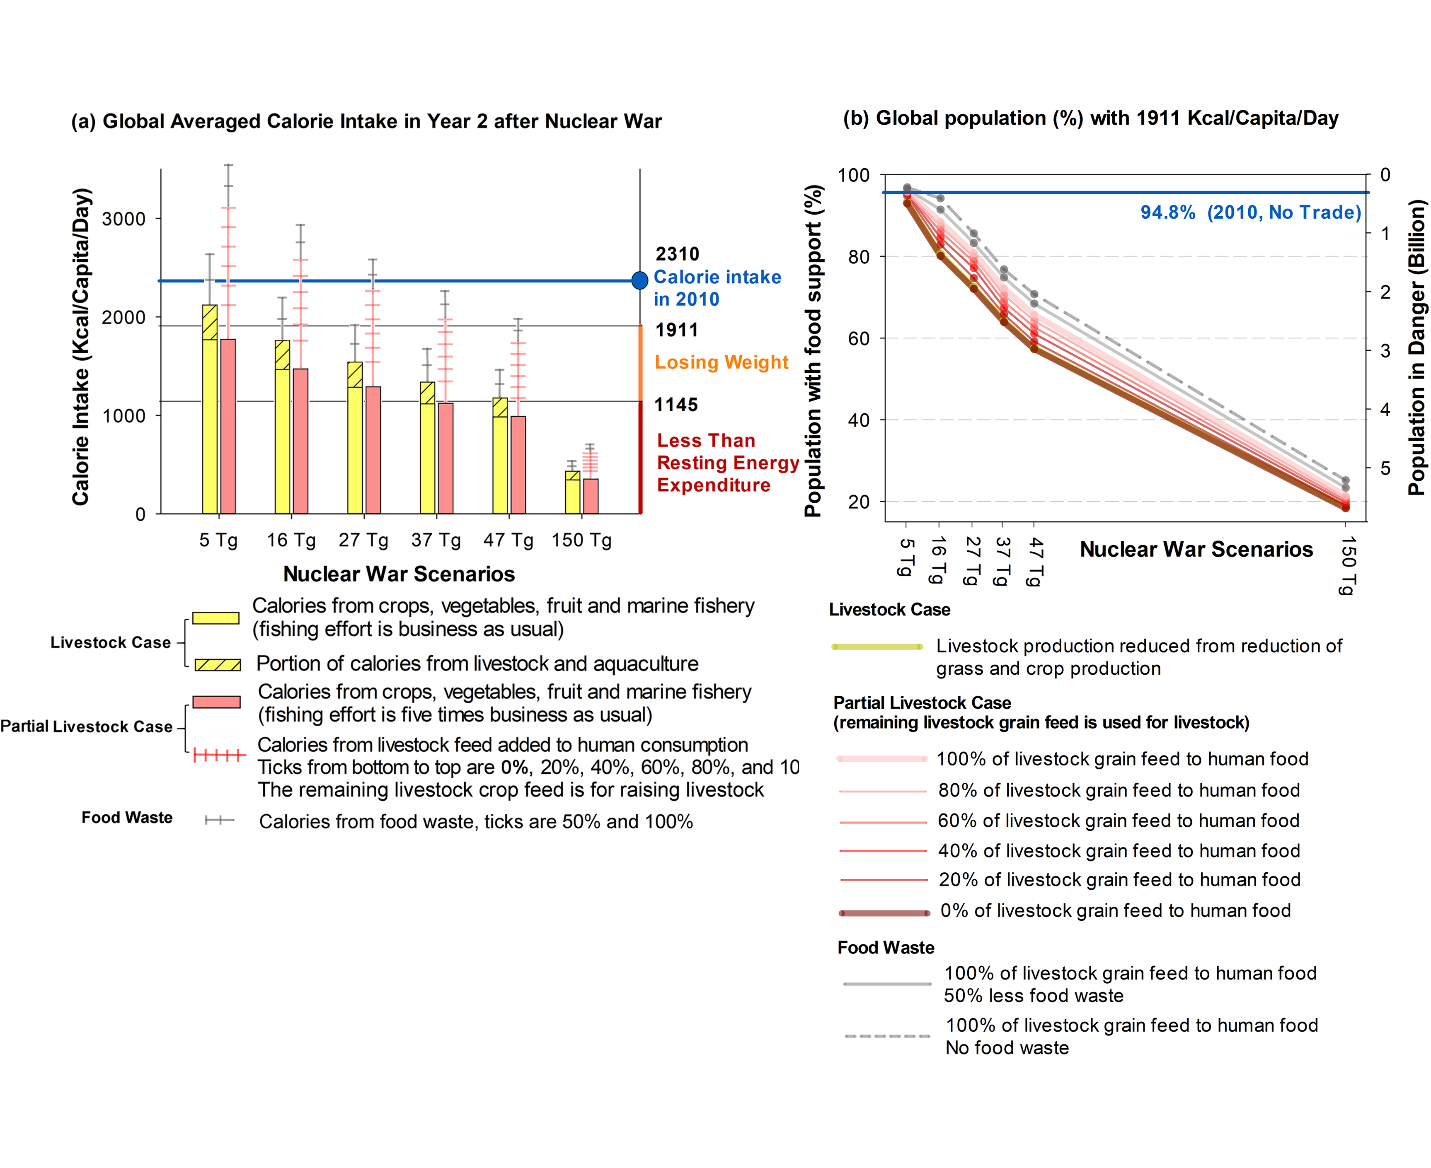 (a) Global Averaged Calorie Intake in Year 2 after Nuclear War
Calorie Intake (Kcal/Capita/Day)
3000
2000
1000
0
2310
Calorie intake
in 2010
1911
Losing Weight
1145
Less Than
Resting Energy
Expenditure
5 Tg 16 Tg 27 Tg 37 Tg 47 Tg 150 Tg
Nuclear War Scenarios
Livestock Case
Calories from crops, vegetables, fruit and marine fishery
(fishing effort is business as usual)
Portion of calories from livestock and aquaculture
Partial Livestock Case
Calories from crops, vegetables, fruit and marine fishery
(fishing effort is five times business as usual)
Calories from livestock feed added to human consumption
Ticks from bottom to top are 0%, 20%, 40%, 60%, 80%, and 10
The remaining livestock crop feed is for raising livestock
Food Waste
Calories from food waste, ticks are 50% and 100%
(b) Global population (%) with 1911 Kcal/Capita/Day
Population with food support (%)
100
80
60
40
20
94.8% (2010, No Trade)
0
1
2
3
4
5
Population in Danger (Billion)
5 Tg 16 Tg 27 Tg 37 Tg 47 Tg 150 Tg
Nuclear War Scenarios
Livestock Case
Livestock production reduced from reduction of
grass and crop production
Partial Livestock Case
(remaining livestock grain feed is used for livestock)
100% of livestock grain feed to human food
80% of livestock grain feed to human food
60% of livestock grain feed to human food
40% of livestock grain feed to human food
20% of livestock grain feed to human food
0% of livestock grain feed to human food
Food Waste
100% of livestock grain feed to human food
50% less food waste
100% of livestock grain feed to human food
No food waste